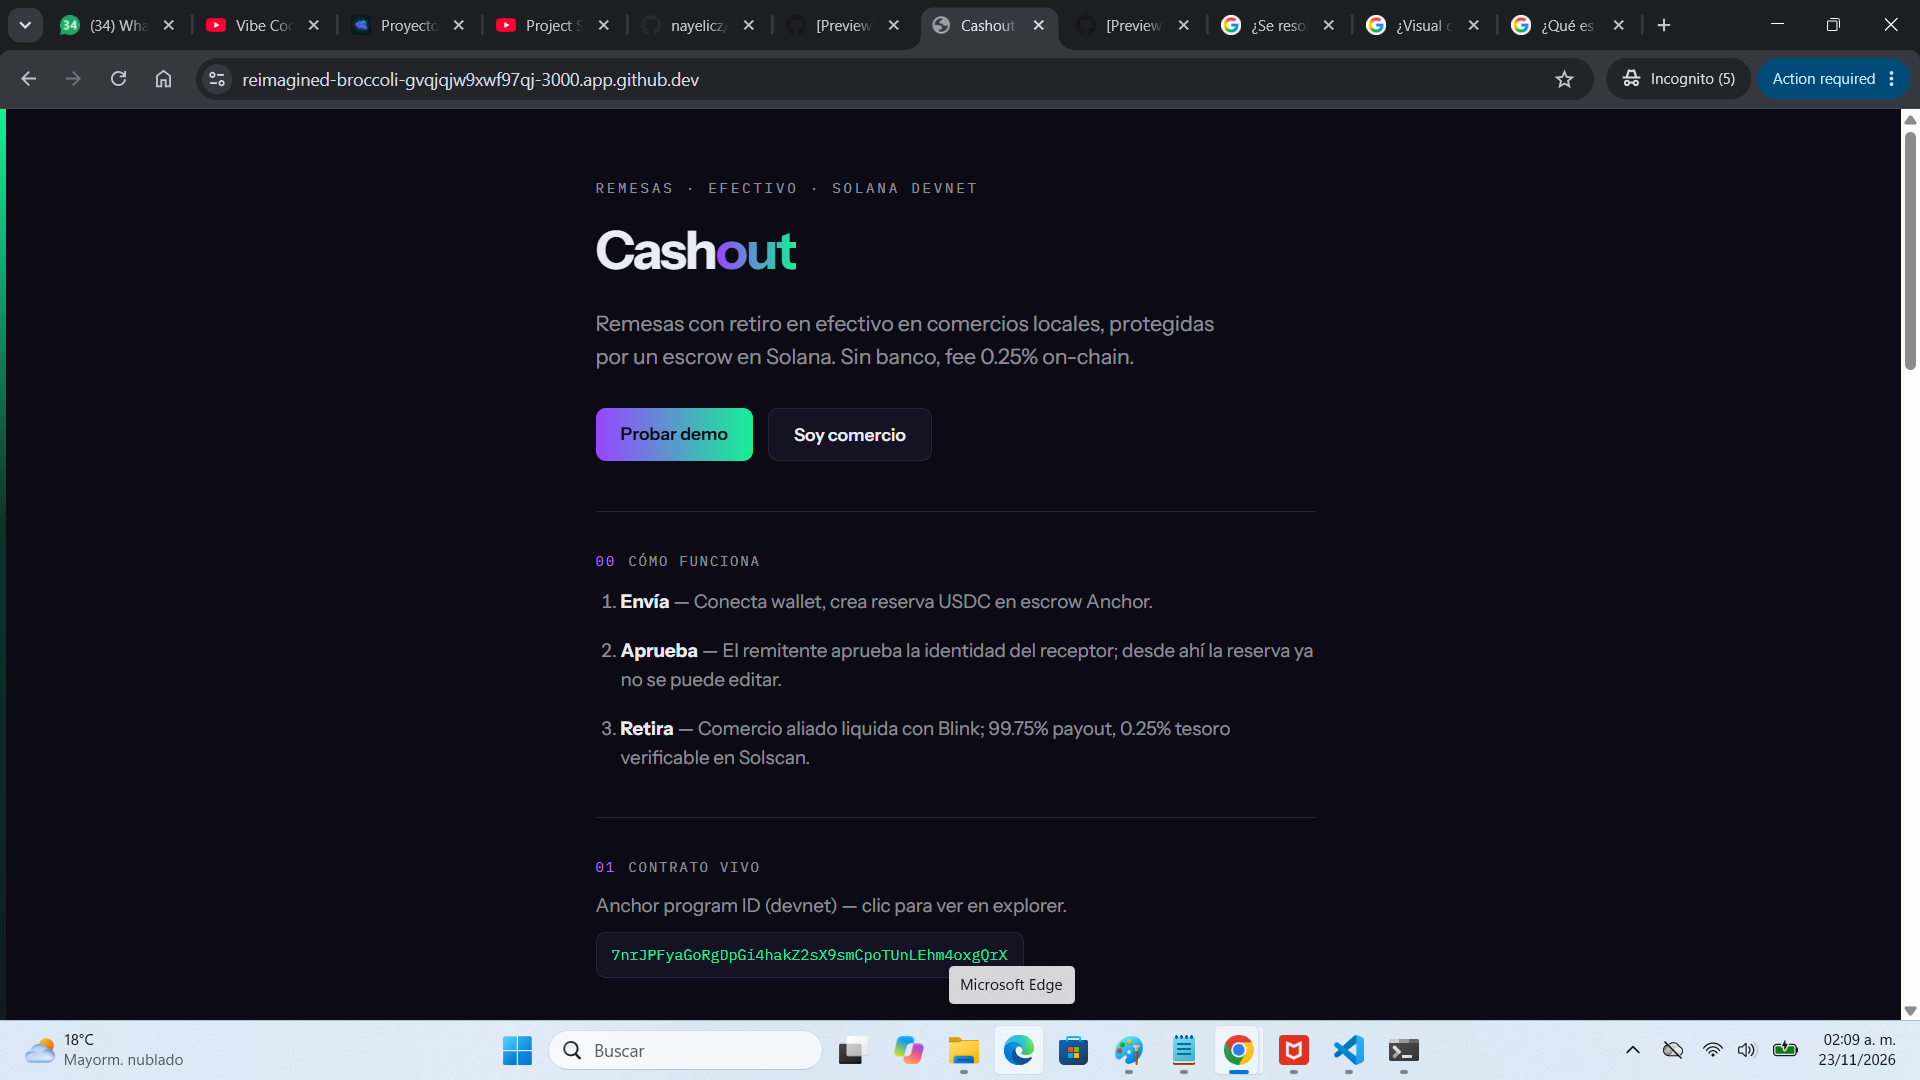 34
(34) Wha
Vibe Co
Proyecto
Project S
nayelicz/
[Preview
Cashout
[Preview
¿Se reso
¿Visual c
¿Qué es
reimagined-broccoli-gvqjqjw9xwf97qj-3000.app.github.dev
Incognito (5)
Action required
REMESAS · EFECTIVO · SOLANA DEVNET
Cashout
Remesas con retiro en efectivo en comercios locales, protegidas
por un escrow en Solana. Sin banco, fee 0.25% on-chain.
Probar demo
Soy comercio
00 CÓMO FUNCIONA
1. Envía — Conecta wallet, crea reserva USDC en escrow Anchor.
2. Aprueba — El remitente aprueba la identidad del receptor; desde ahí la reserva ya
no se puede editar.
3. Retira — Comercio aliado liquida con Blink; 99.75% payout, 0.25% tesoro
verificable en Solscan.
01 CONTRATO VIVO
Anchor program ID (devnet) — clic para ver en explorer.
7nrJPFyaGoRgDpGi4hakZ2sX9smCpoTUnLEhm4oxgQrX
Microsoft Edge
18°C
Mayorm. nublado
Buscar
02:09 a. m.
23/11/2026